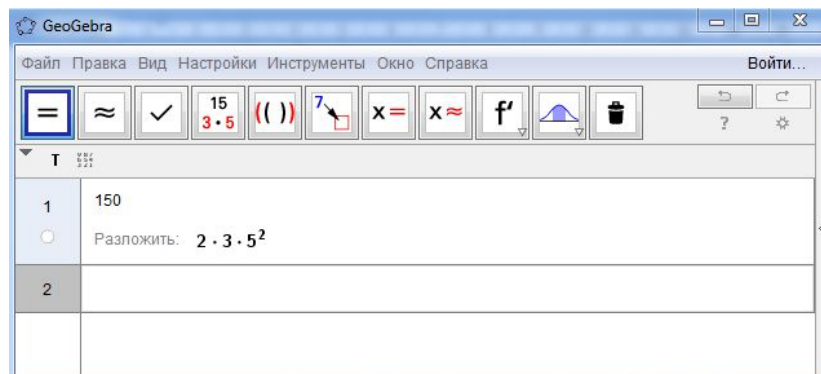 GeoGebra
Файл Правка Вид Настройки Инструменты Окно Справка Войти...
= ≈ ✓ 15 3·5 (( )) 7 x= x≈ f′ ?
T
1 150
Разложить: 2 · 3 · 5²
2